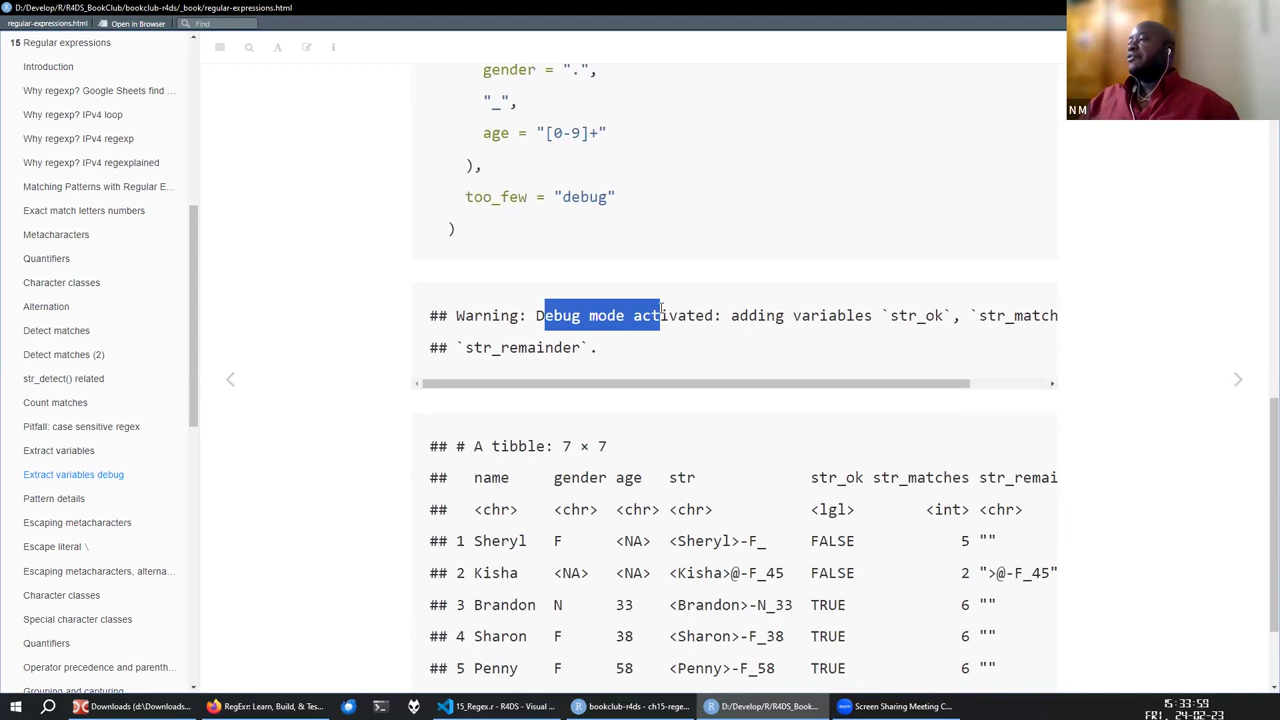 D:/Develop/R/R4DS_BookClub/bookclub-r4ds/_book/regular-expressions.html
regular-expressions.html
Open in Browser
Find
15 Regular expressions
Introduction
Why regexp? Google Sheets find ...
Why regexp? IPv4 loop
Why regexp? IPv4 regexp
Why regexp? IPv4 regexplained
Matching Patterns with Regular E...
Exact match letters numbers
Metacharacters
Quantifiers
Character classes
Alternation
Detect matches
Detect matches (2)
str_detect() related
Count matches
Pitfall: case sensitive regex
Extract variables
Extract variables debug
Pattern details
Escaping metacharacters
Escape literal \
Escaping metacharacters, alterna...
Character classes
Special character classes
Quantifiers
Operator precedence and parenth...
Grouping and capturing
gender = ".",
"_",
age = "[0-9]+"
),
too_few = "debug"
)
## Warning: Debug mode activated: adding variables `str_ok`, `str_match
## `str_remainder`.
## # A tibble: 7 × 7
## name gender age str str_ok str_matches str_remai
## <chr> <chr> <chr> <chr> <lgl> <int> <chr>
## 1 Sheryl F <NA> <Sheryl>-F_ FALSE 5 ""
## 2 Kisha <NA> <NA> <Kisha>@-F_45 FALSE 2 ">@-F_45"
## 3 Brandon N 33 <Brandon>-N_33 TRUE 6 ""
## 4 Sharon F 38 <Sharon>-F_38 TRUE 6 ""
## 5 Penny F 58 <Penny>-F_58 TRUE 6 ""
NM
Downloads (d:\Downloads...
RegExr: Learn, Build, & Tes...
15_Regex.r - R4DS - Visual ...
bookclub-r4ds - ch15-rege...
D:/Develop/R/R4DS_Boo...
Screen Sharing Meeting C...
15:33:59
FRI, 24-02-23